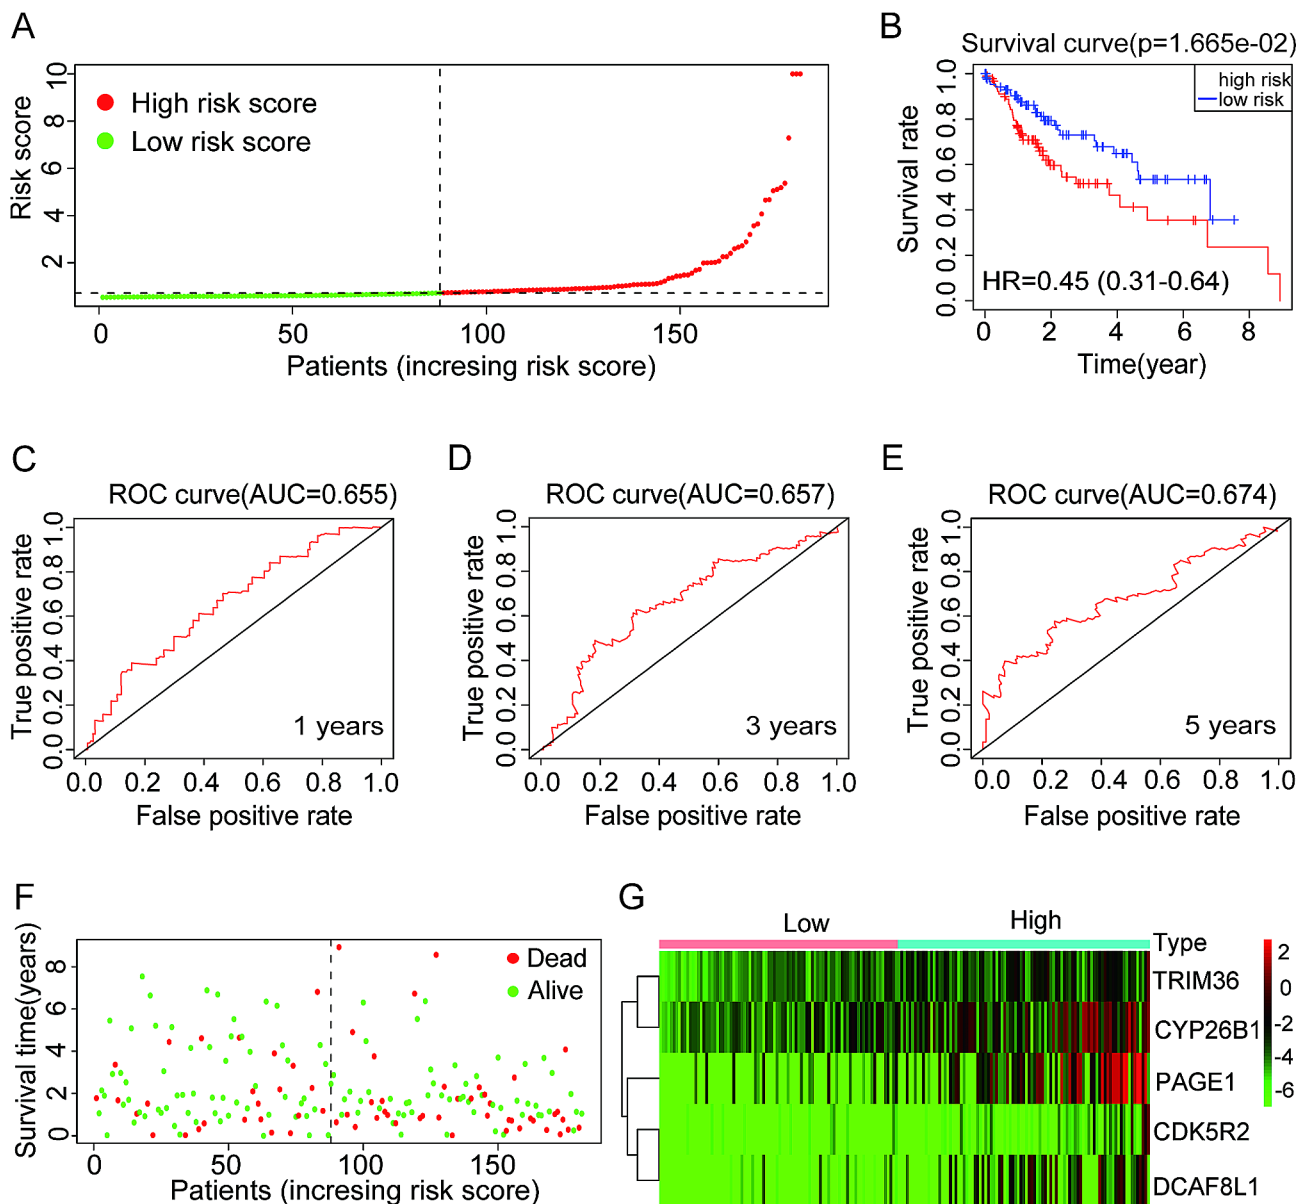 A
Risk score
10
8
6
4
2
High risk score
Low risk score
0
50
100
150
Patients (incresing risk score)
B
Survival curve(p=1.665e-02)
Survival rate
0.0 0.2 0.4 0.6 0.8 1.0
high risk
low risk
HR=0.45 (0.31-0.64)
0 2 4 6 8
Time(year)
C
ROC curve(AUC=0.655)
True positive rate
0.0 0.2 0.4 0.6 0.8 1.0
1 years
0.0 0.2 0.4 0.6 0.8 1.0
False positive rate
D
ROC curve(AUC=0.657)
True positive rate
0.0 0.2 0.4 0.6 0.8 1.0
3 years
0.0 0.2 0.4 0.6 0.8 1.0
False positive rate
E
ROC curve(AUC=0.674)
True positive rate
0.0 0.2 0.4 0.6 0.8 1.0
5 years
0.0 0.2 0.4 0.6 0.8 1.0
False positive rate
F
Survival time(years)
8
6
4
2
0
Dead
Alive
0 50 100 150
Patients (incresing risk score)
G
Low
High
Type
TRIM36
CYP26B1
PAGE1
CDK5R2
DCAF8L1
2
0
-2
-4
-6